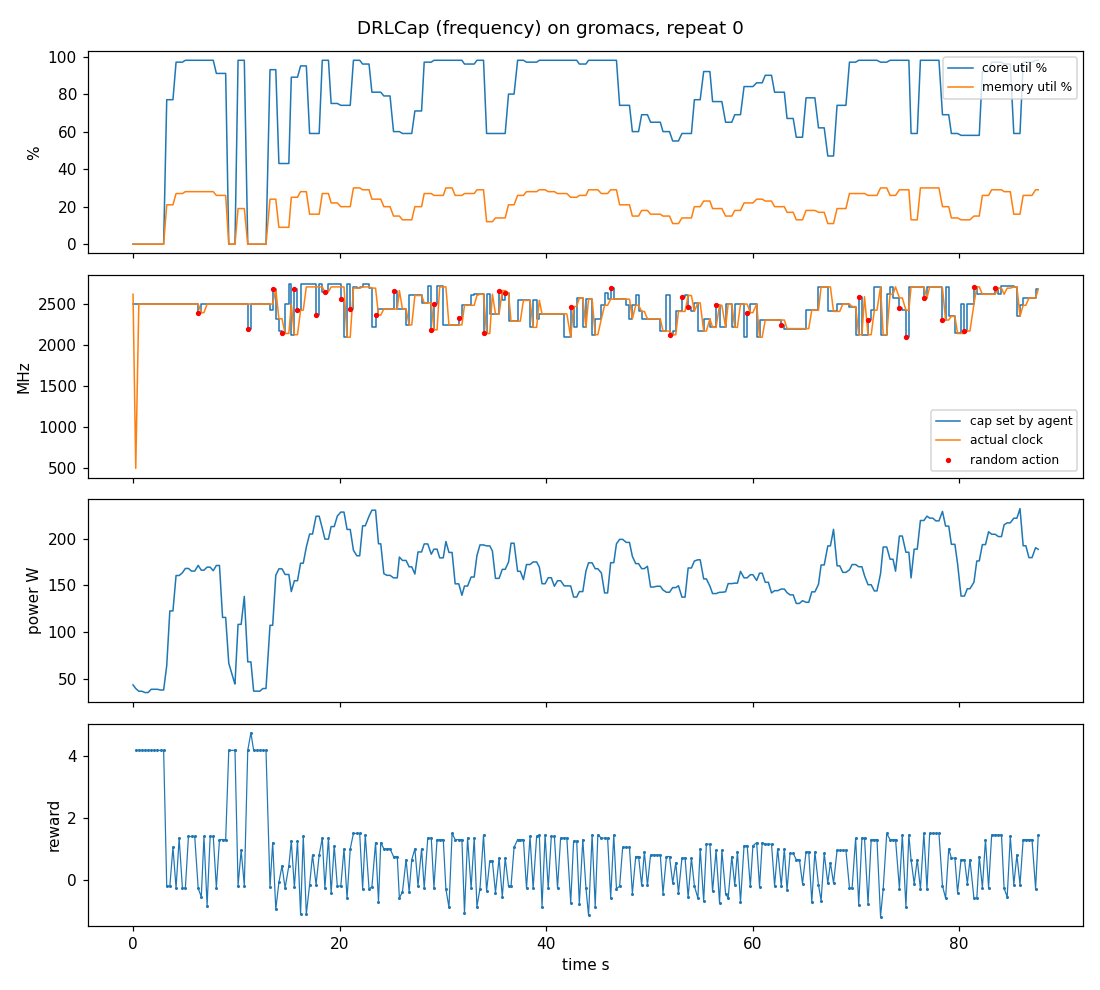 DRLCap (frequency) on gromacs, repeat 0
100
80
60
40
20
0
%
core util %
memory util %
2500
2000
1500
1000
500
MHz
cap set by agent
actual clock
random action
200
150
100
50
power W
4
2
0
reward
0
20
40
60
80
time s